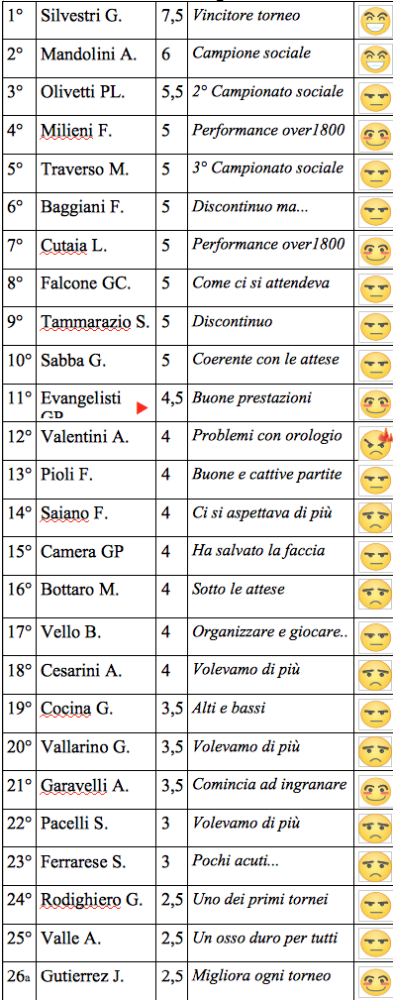 1° Silvestri G. 7,5 Vincitore torneo
2° Mandolini A. 6 Campione sociale
3° Olivetti PL. 5,5 2° Campionato sociale
4° Milieni F. 5 Performance over1800
5° Traverso M. 5 3° Campionato sociale
6° Baggiani F. 5 Discontinuo ma...
7° Cutaia L. 5 Performance over1800
8° Falcone GC. 5 Come ci si attendeva
9° Tammarazio S. 5 Discontinuo
10° Sabba G. 5 Coerente con le attese
11° Evangelisti 4,5 Buone prestazioni
GP
12° Valentini A. 4 Problemi con orologio
13° Pioli F. 4 Buone e cattive partite
14° Saiano F. 4 Ci si aspettava di più
15° Camera GP 4 Ha salvato la faccia
16° Bottaro M. 4 Sotto le attese
17° Vello B. 4 Organizzare e giocare..
18° Cesarini A. 4 Volevamo di più
19° Cocina G. 3,5 Alti e bassi
20° Vallarino G. 3,5 Volevamo di più
21° Garavelli A. 3,5 Comincia ad ingranare
22° Pacelli S. 3 Volevamo di più
23° Ferrarese S. 3 Pochi acuti...
24° Rodighiero G. 2,5 Uno dei primi tornei
25° Valle A. 2,5 Un osso duro per tutti
26a Gutierrez J. 2,5 Migliora ogni torneo